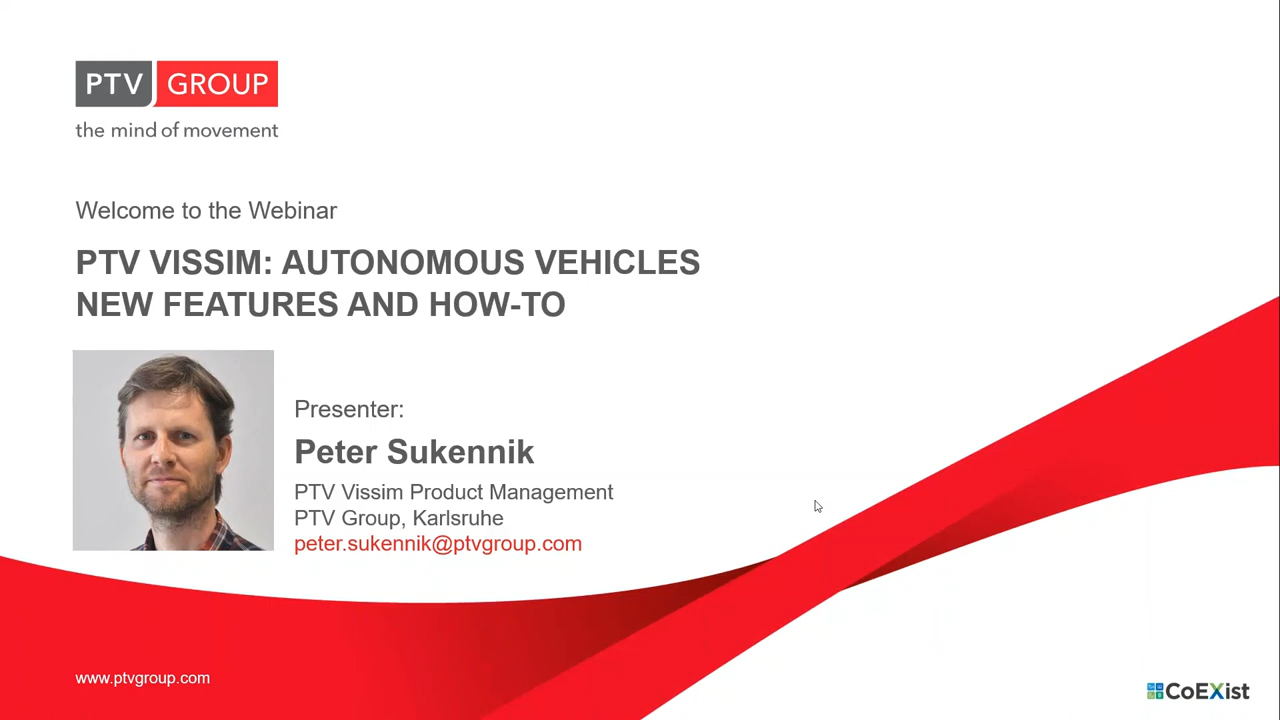 PTV GROUP
the mind of movement
Welcome to the Webinar
PTV VISSIM: AUTONOMOUS VEHICLES
NEW FEATURES AND HOW-TO
Presenter:
Peter Sukennik
PTV Vissim Product Management
PTV Group, Karlsruhe
peter.sukennik@ptvgroup.com
www.ptvgroup.com
CoEXist